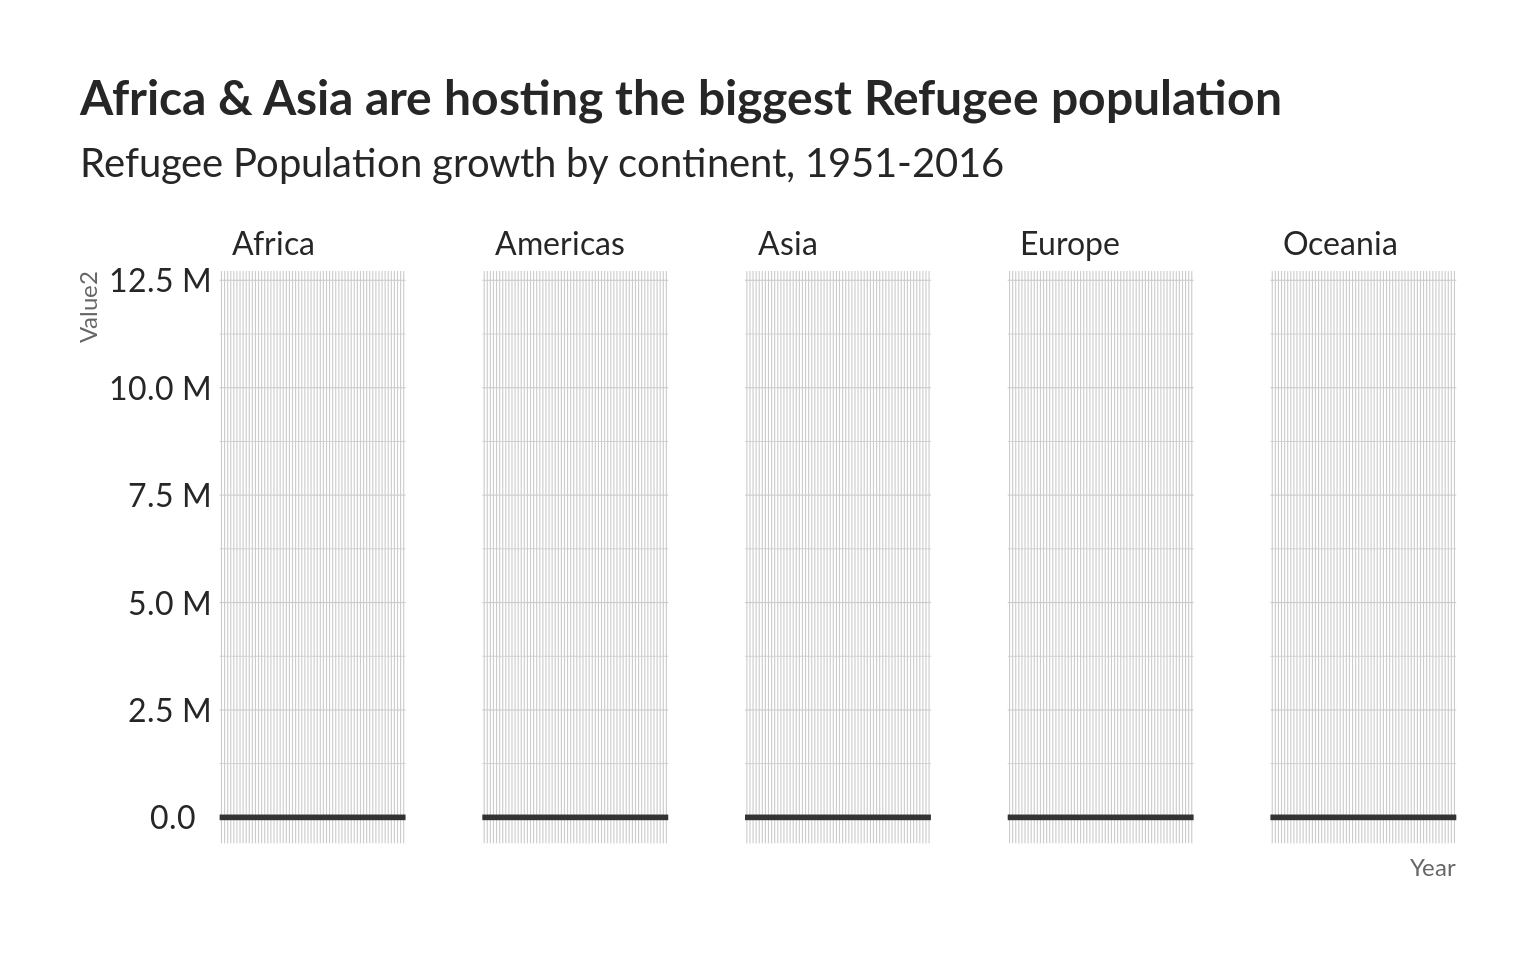 Africa & Asia are hosting the biggest Refugee population
Refugee Population growth by continent, 1951-2016
Africa
Americas
Asia
Europe
Oceania
Value2
12.5 M
10.0 M
7.5 M
5.0 M
2.5 M
0.0
Year